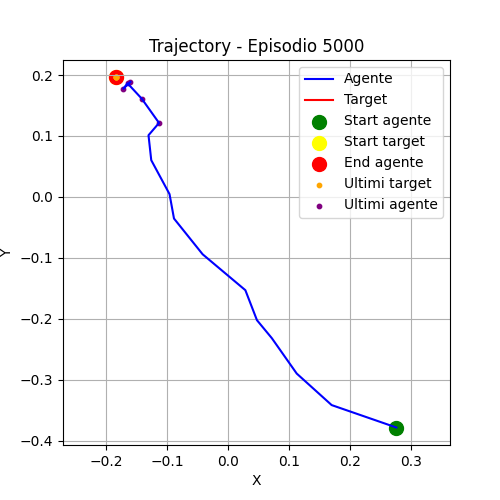 Trajectory - Episodio 5000
Agente
Target
Start agente
Start target
End agente
Ultimi target
Ultimi agente
0.2
0.1
0.0
−0.1
−0.2
−0.3
−0.4
Y
−0.2
−0.1
0.0
0.1
0.2
0.3
X